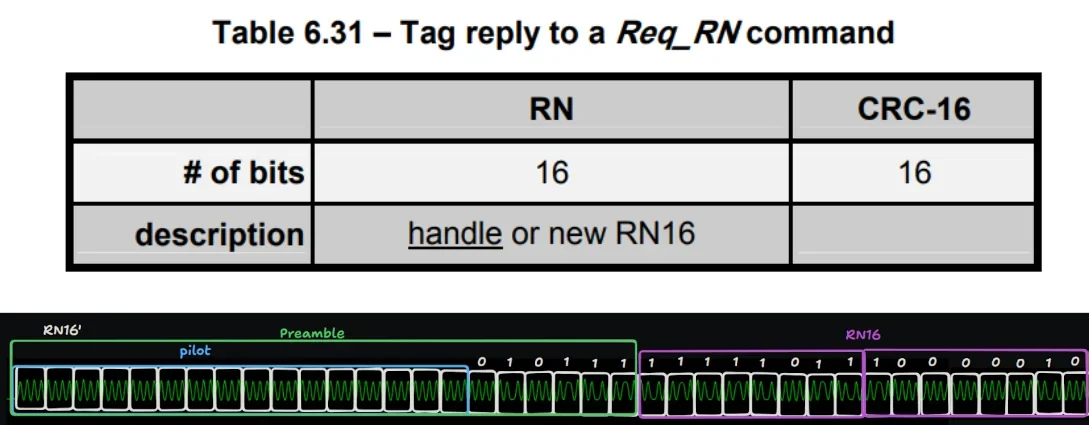 Table 6.31 – Tag reply to a Req_RN command
RN CRC-16
# of bits 16 16
description handle or new RN16
RN16' Preamble RN16
pilot
0 1 0 1 1 1 1 1 1 1 1 0 1 1 1 0 0 0 0 0 1 0